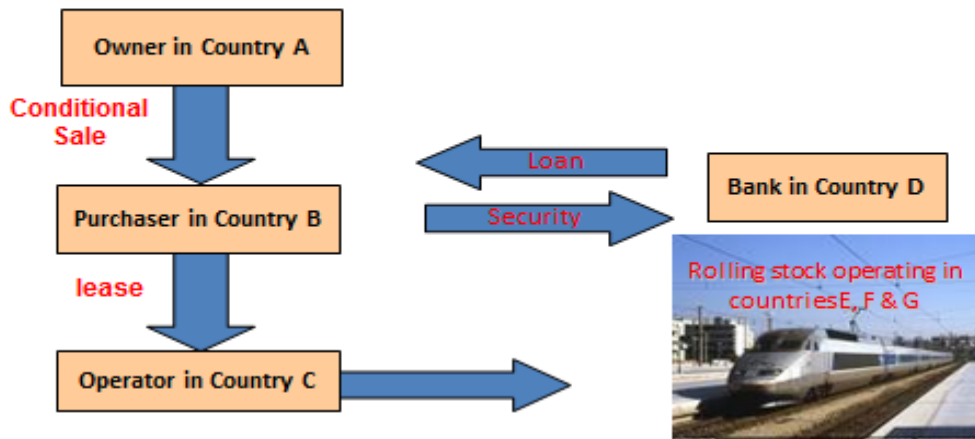 Owner in Country A
Conditional
Sale
Loan
Bank in Country D
Purchaser in Country B
Security
Rolling stock operating in
countriesE, F & G
lease
Operator in Country C